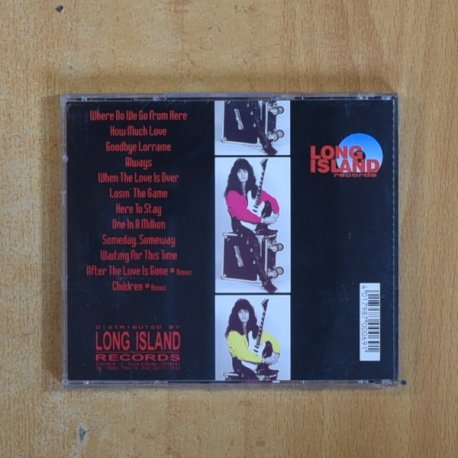 Where Do We Go From Here
How Much Love
Goodbye Lorraine
Always
When The Love Is Over
Losin' The Game
Here To Stay
One In A Million
Someday, Someway
Waiting For This Time
After The Love Is Gone • Bonus
Children • Bonus
DISTRIBUTED BY
LONG ISLAND
RECORDS
LONG
ISLAND
records